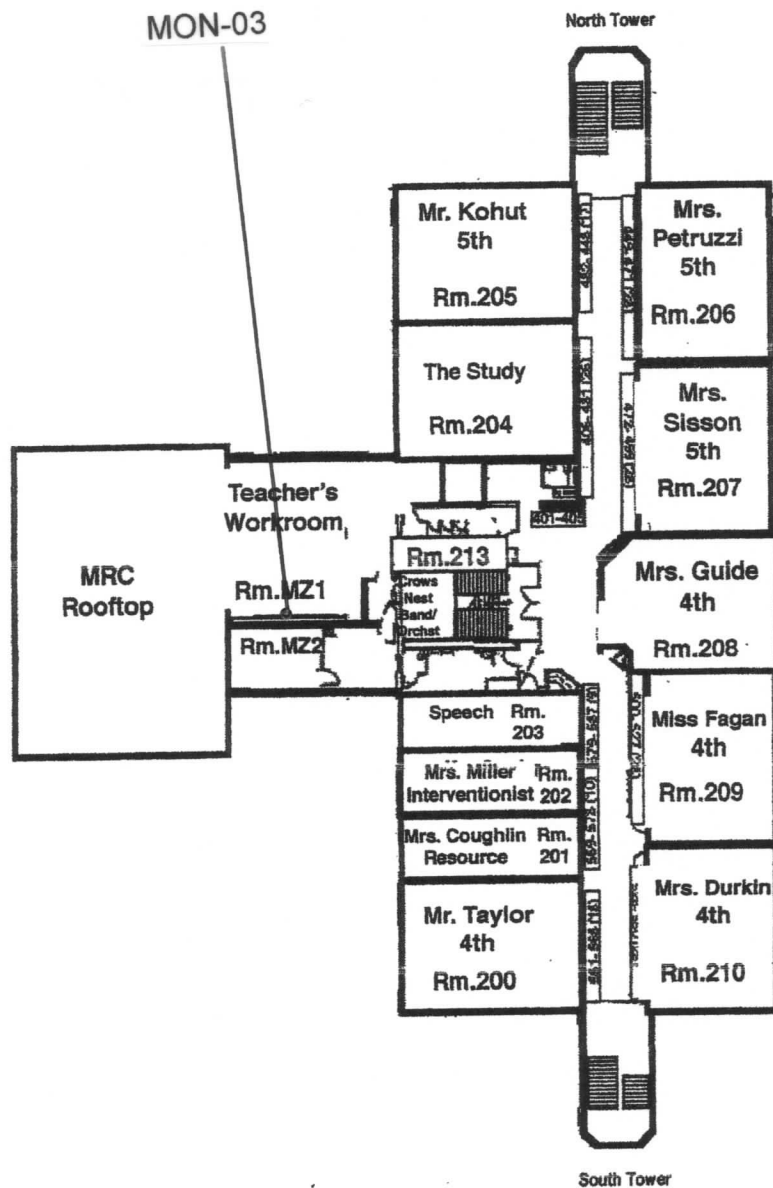 MON-03
North Tower
Mr. Kohut
5th
Rm.205
Mrs.
Petruzzi
5th
Rm.206
The Study
Rm.204
Mrs.
Sisson
5th
Rm.207
Teacher's
Workroom
401-405
MRC
Rooftop
Rm.MZ1
Rm.213
Crows
Nest
Band/
Orchst
Mrs. Guide
4th
Rm.208
Rm.MZ2
Speech Rm.
203
Miss Fagan
4th
Rm.209
Mrs. Miller Rm.
Interventionist 202
Mrs. Coughlin Rm.
Resource 201
Mr. Taylor
4th
Rm.200
Mrs. Durkin
4th
Rm.210
South Tower